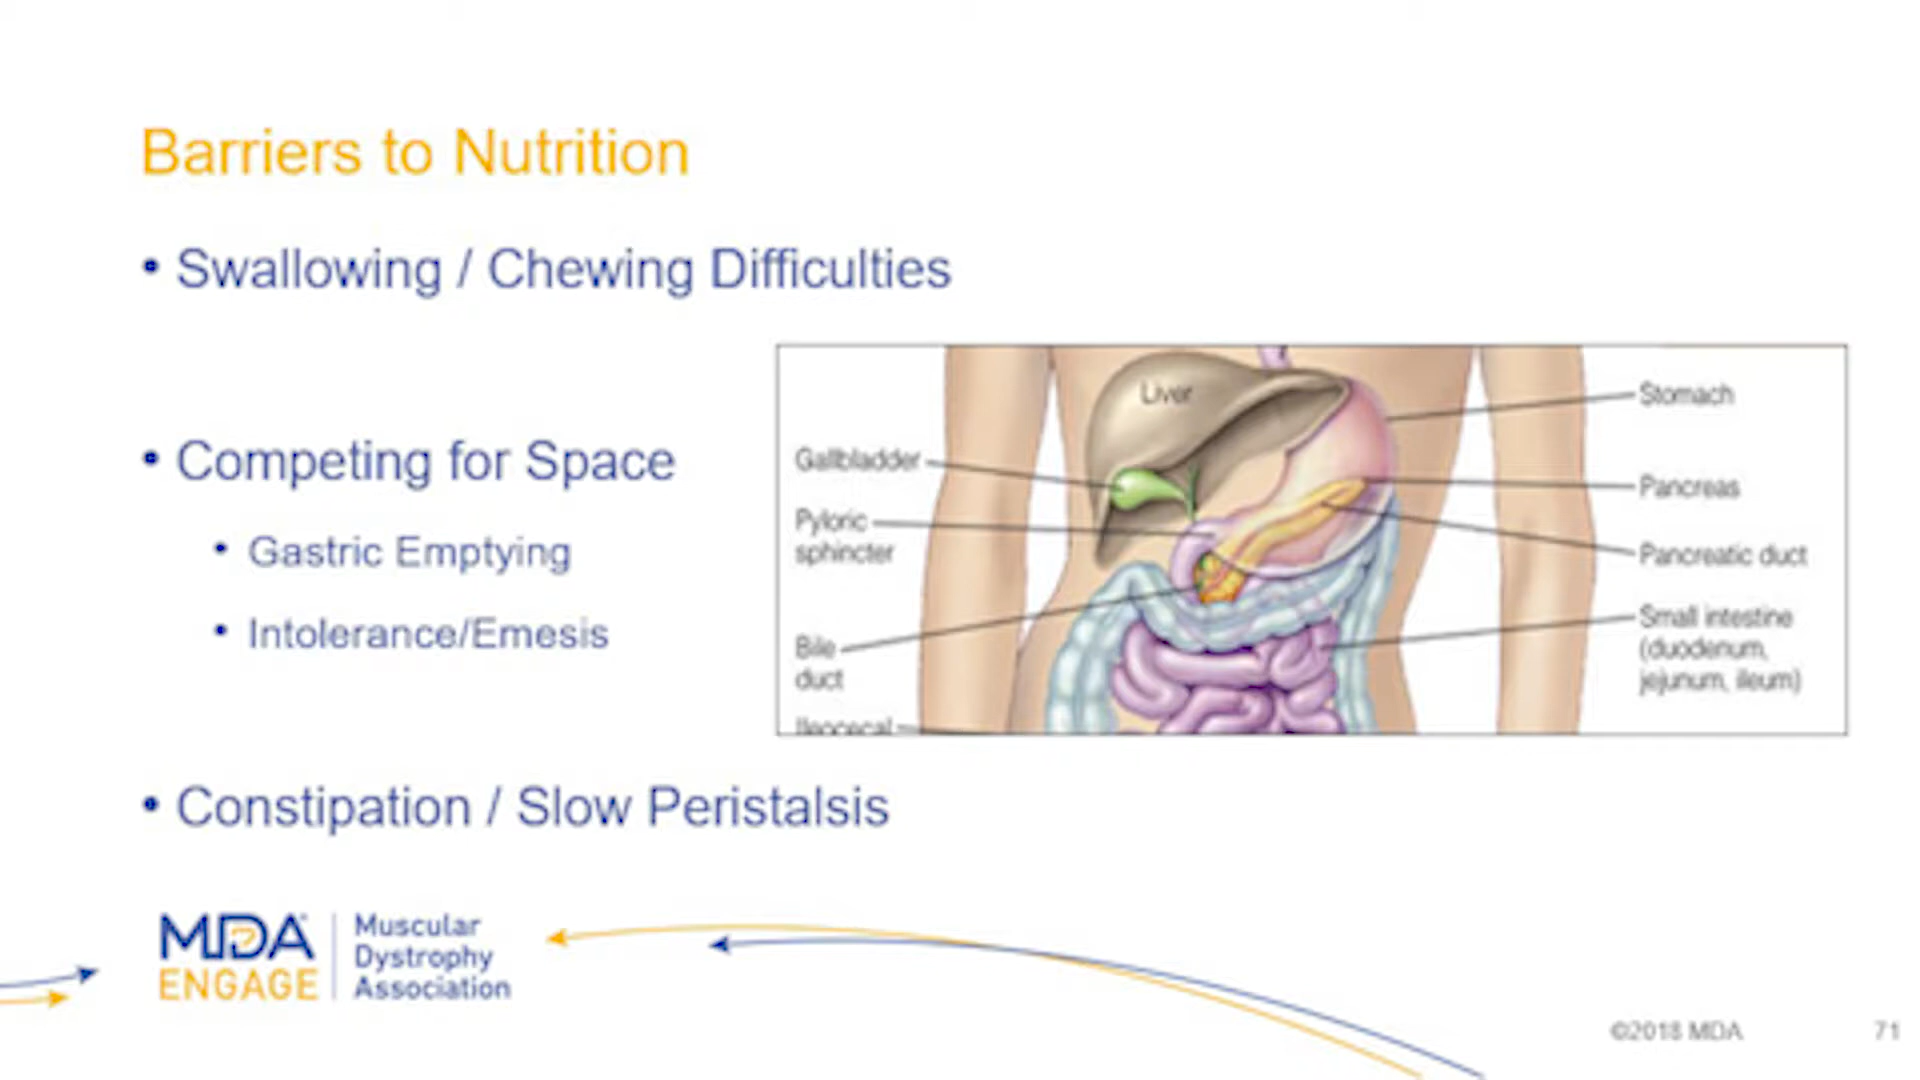 Barriers to Nutrition
• Swallowing / Chewing Difficulties
• Competing for Space
• Gastric Emptying
• Intolerance/Emesis
Liver
Gallbladder
Pyloric
sphincter
Bile
duct
Ileocecal
Stomach
Pancreas
Pancreatic duct
Small intestine
(duodenum,
jejunum, ileum)
• Constipation / Slow Peristalsis
MDA
ENGAGE
Muscular
Dystrophy
Association
©2018 MDA
71